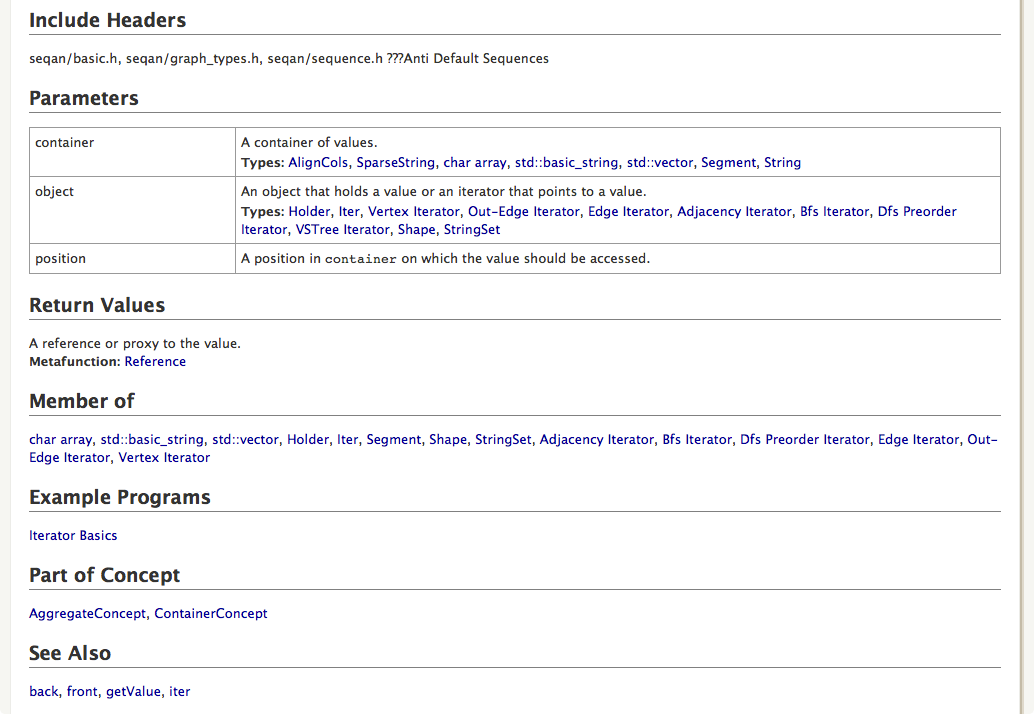 Include Headers
seqan/basic.h, seqan/graph_types.h, seqan/sequence.h ???Anti Default Sequences
Parameters
container
A container of values.
Types: AlignCols, SparseString, char array, std::basic_string, std::vector, Segment, String
object
An object that holds a value or an iterator that points to a value.
Types: Holder, Iter, Vertex Iterator, Out-Edge Iterator, Edge Iterator, Adjacency Iterator, Bfs Iterator, Dfs Preorder
Iterator, VSTree Iterator, Shape, StringSet
position
A position in container on which the value should be accessed.
Return Values
A reference or proxy to the value.
Metafunction: Reference
Member of
char array, std::basic_string, std::vector, Holder, Iter, Segment, Shape, StringSet, Adjacency Iterator, Bfs Iterator, Dfs Preorder Iterator, Edge Iterator, Out-
Edge Iterator, Vertex Iterator
Example Programs
Iterator Basics
Part of Concept
AggregateConcept, ContainerConcept
See Also
back, front, getValue, iter